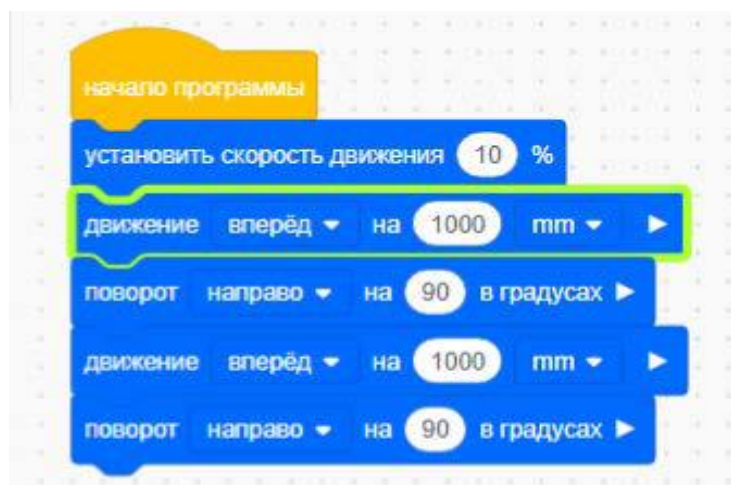 начало программы
установить скорость движения 10 %
движение вперёд на 1000 mm
поворот направо на 90 в градусах
движение вперёд на 1000 mm
поворот направо на 90 в градусах